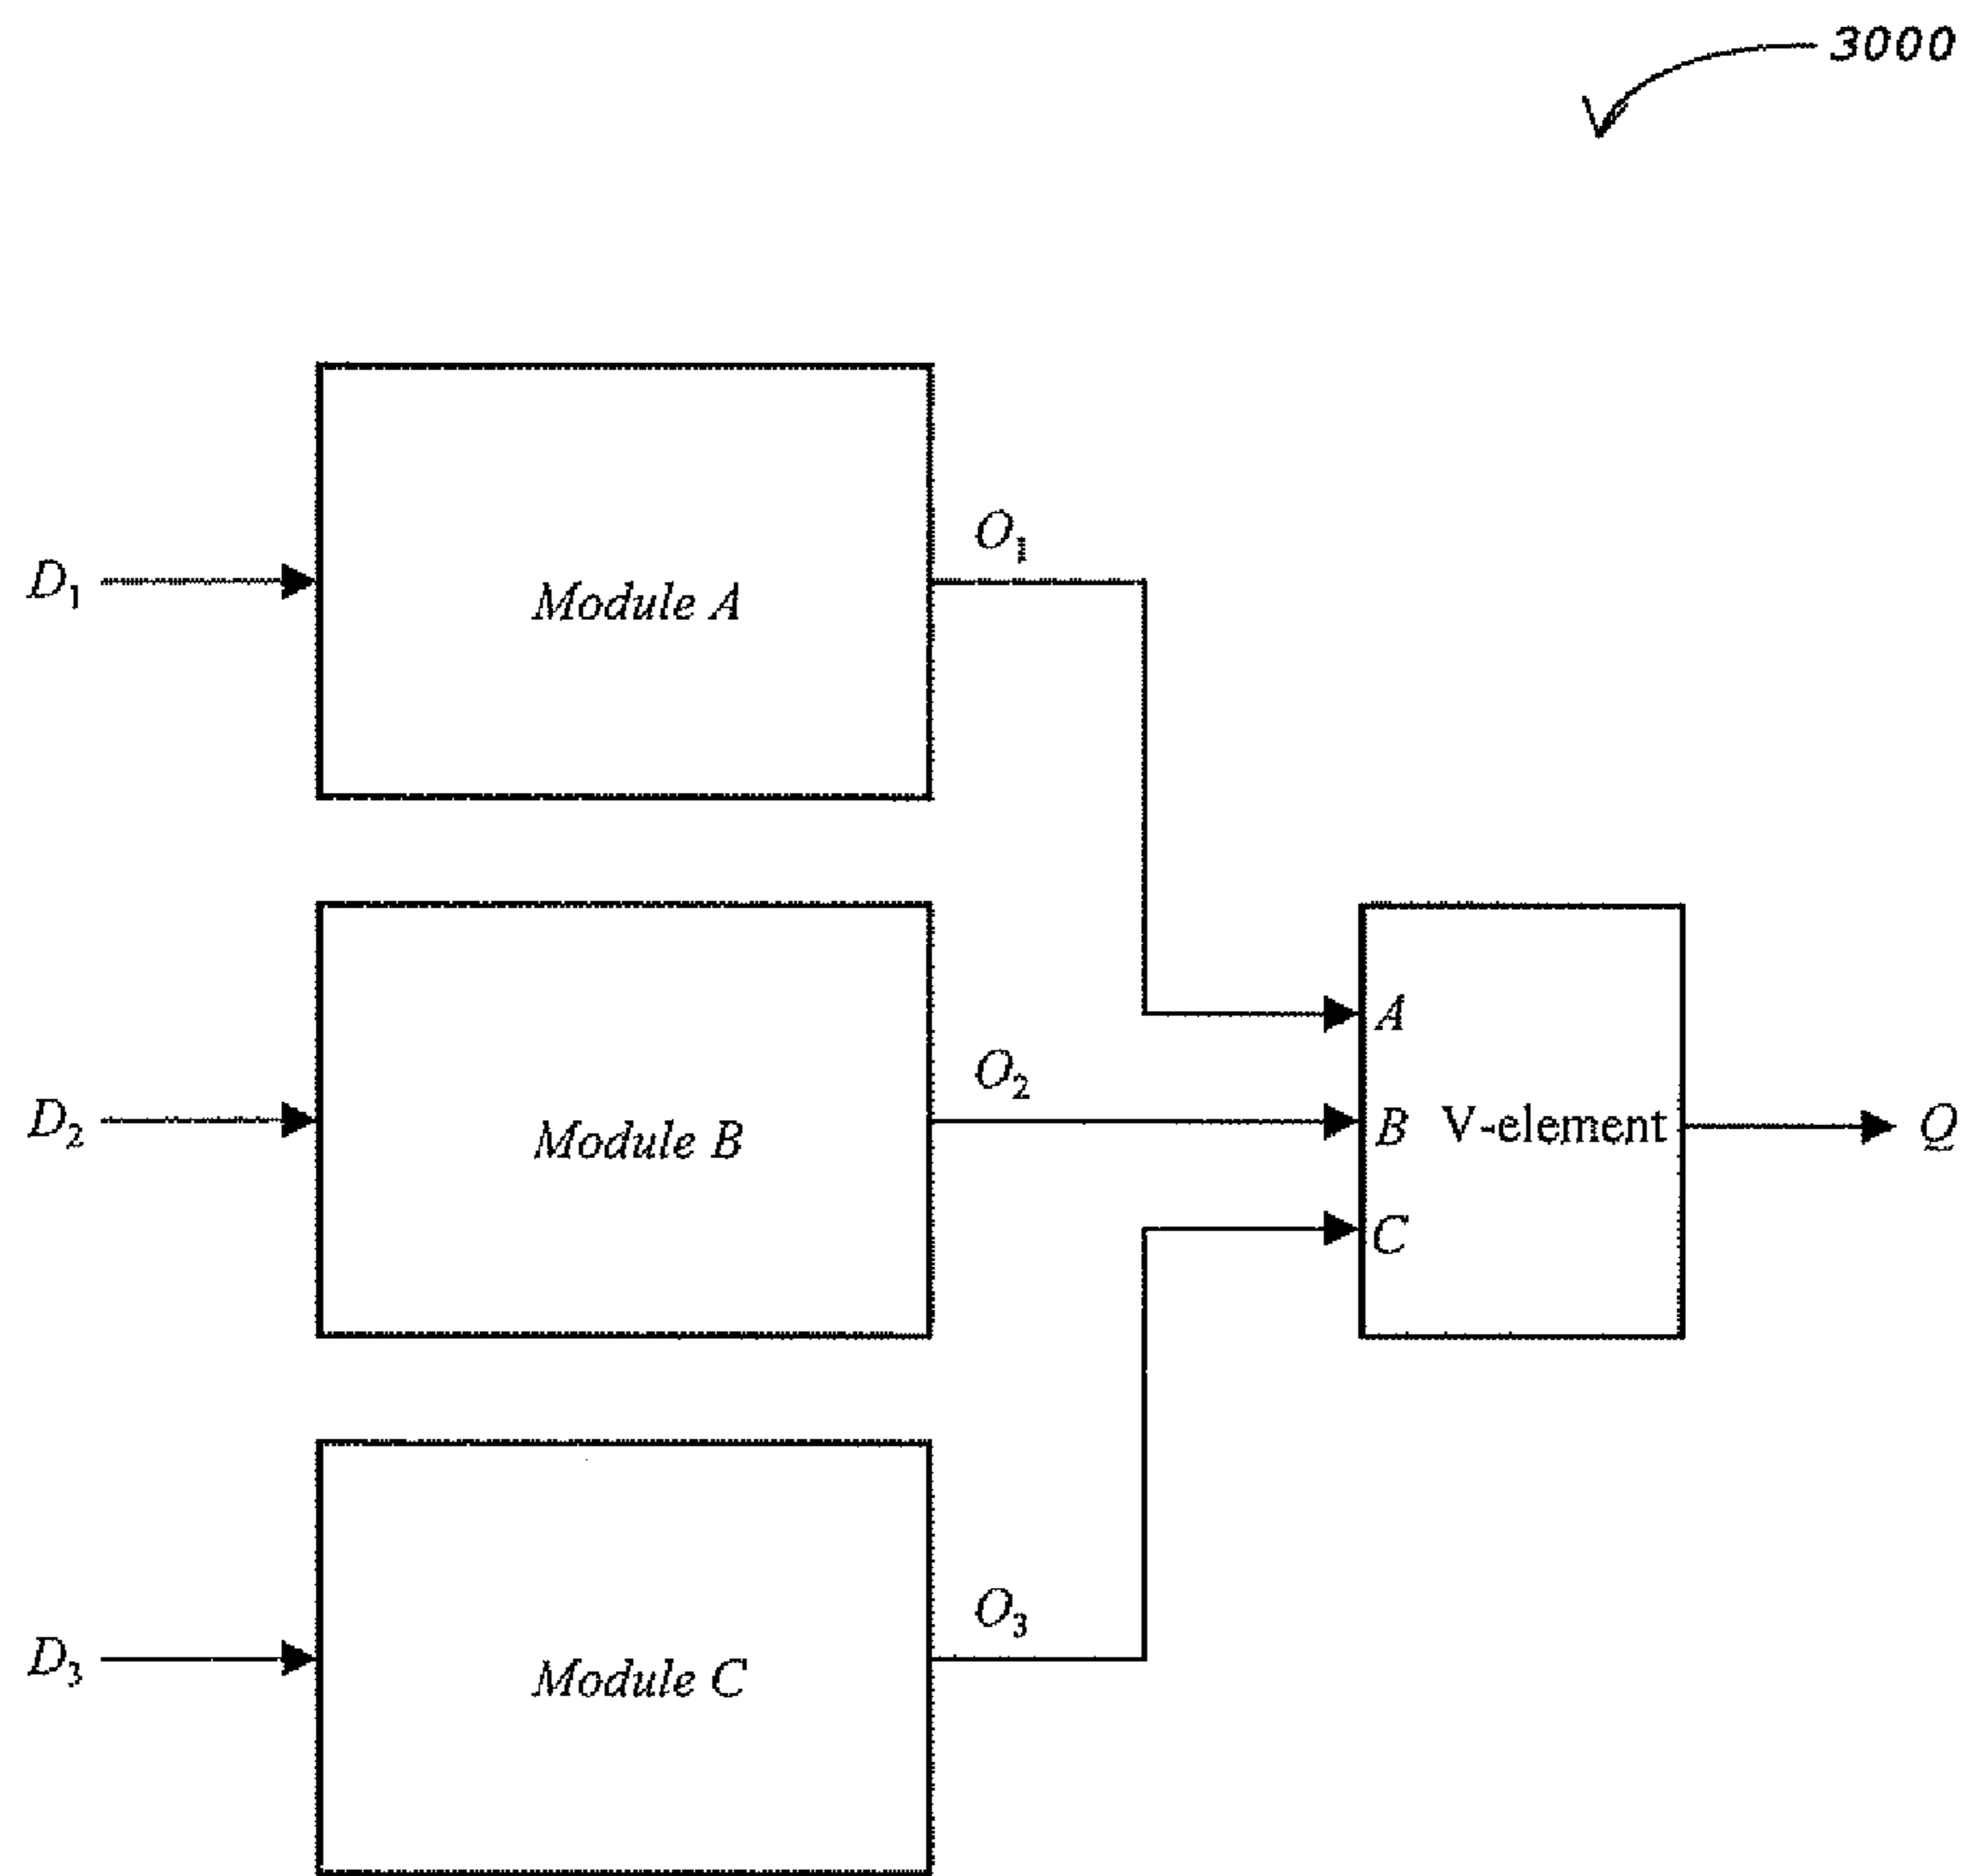 3000
O₁
D₁
Module A
A
O₂
D₂
Module B
B
V-element
Q
C
O₃
D₃
Module C